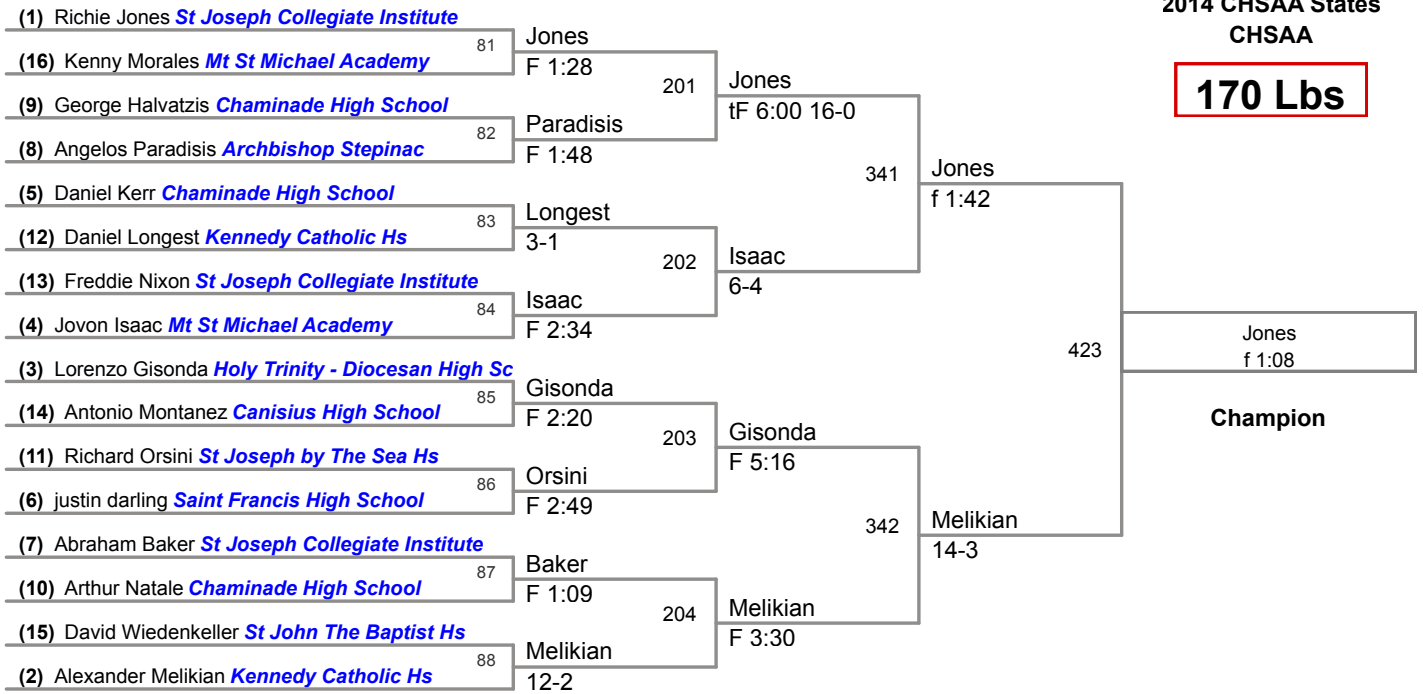 2014 CHSAA States
CHSAA
170 Lbs
(1) Richie Jones St Joseph Collegiate Institute
81
(16) Kenny Morales Mt St Michael Academy
(9) George Halvatzis Chaminade High School
82
(8) Angelos Paradisis Archbishop Stepinac
(5) Daniel Kerr Chaminade High School
83
(12) Daniel Longest Kennedy Catholic Hs
(13) Freddie Nixon St Joseph Collegiate Institute
84
(4) Jovon Isaac Mt St Michael Academy
(3) Lorenzo Gisonda Holy Trinity - Diocesan High Sc
85
(14) Antonio Montanez Canisius High School
(11) Richard Orsini St Joseph by The Sea Hs
86
(6) justin darling Saint Francis High School
(7) Abraham Baker St Joseph Collegiate Institute
87
(10) Arthur Natale Chaminade High School
(15) David Wiedenkeller St John The Baptist Hs
88
(2) Alexander Melikian Kennedy Catholic Hs
Jones
F 1:28
201
Paradisis
F 1:48
Longest
3-1
202
Isaac
F 2:34
Gisonda
F 2:20
203
Orsini
F 2:49
Baker
F 1:09
204
Melikian
12-2
Jones
tF 6:00 16-0
341
Isaac
6-4
Gisonda
F 5:16
342
Melikian
F 3:30
Jones
f 1:42
423
Melikian
14-3
Jones
f 1:08
Champion